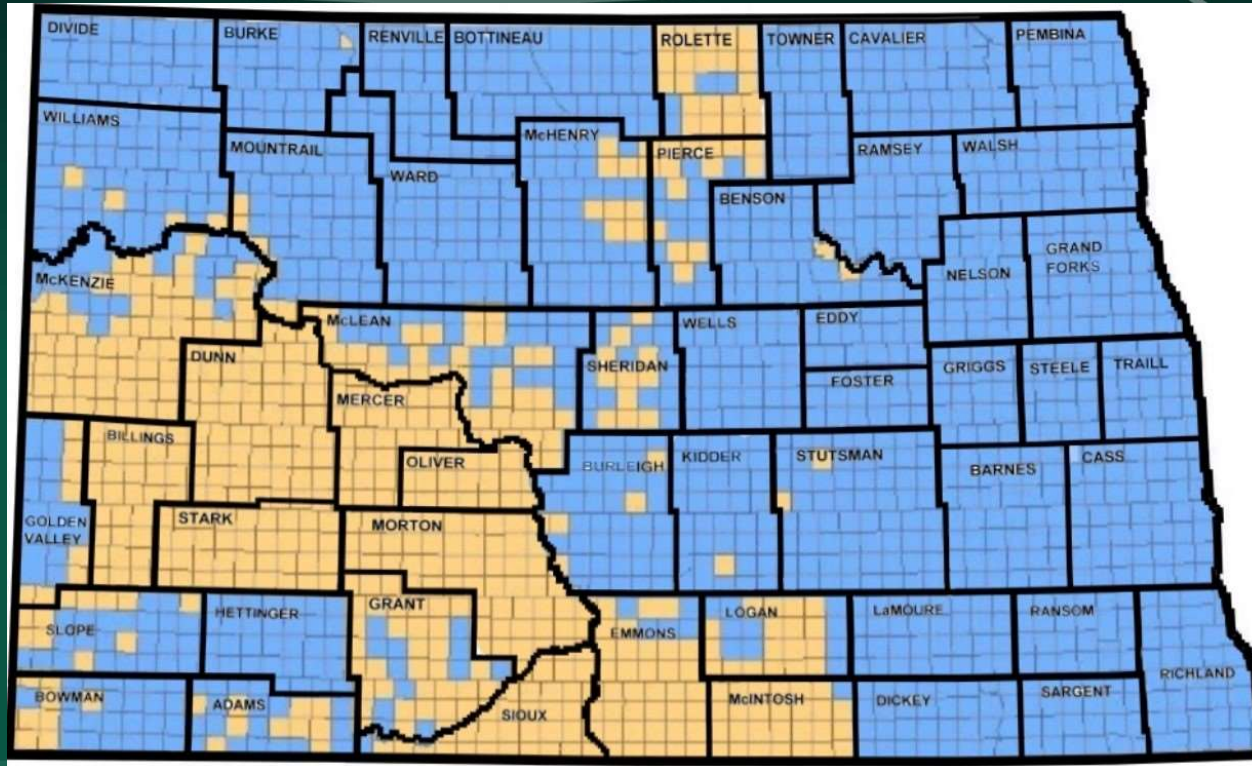 DIVIDE
BURKE
RENVILLE
BOTTINEAU
ROLETTE
TOWNER
CAVALIER
PEMBINA
WILLIAMS
MOUNTRAIL
WARD
McHENRY
PIERCE
BENSON
RAMSEY
WALSH
McKENZIE
NELSON
GRAND
FORKS
DUNN
McLEAN
SHERIDAN
WELLS
EDDY
FOSTER
GRIGGS
STEELE
TRAILL
MERCER
BILLINGS
OLIVER
BURLEIGH
KIDDER
STUTSMAN
BARNES
CASS
GOLDEN
VALLEY
STARK
MORTON
SLOPE
HETTINGER
GRANT
EMMONS
LOGAN
LaMOURE
RANSOM
RICHLAND
BOWMAN
ADAMS
SIOUX
McINTOSH
DICKEY
SARGENT